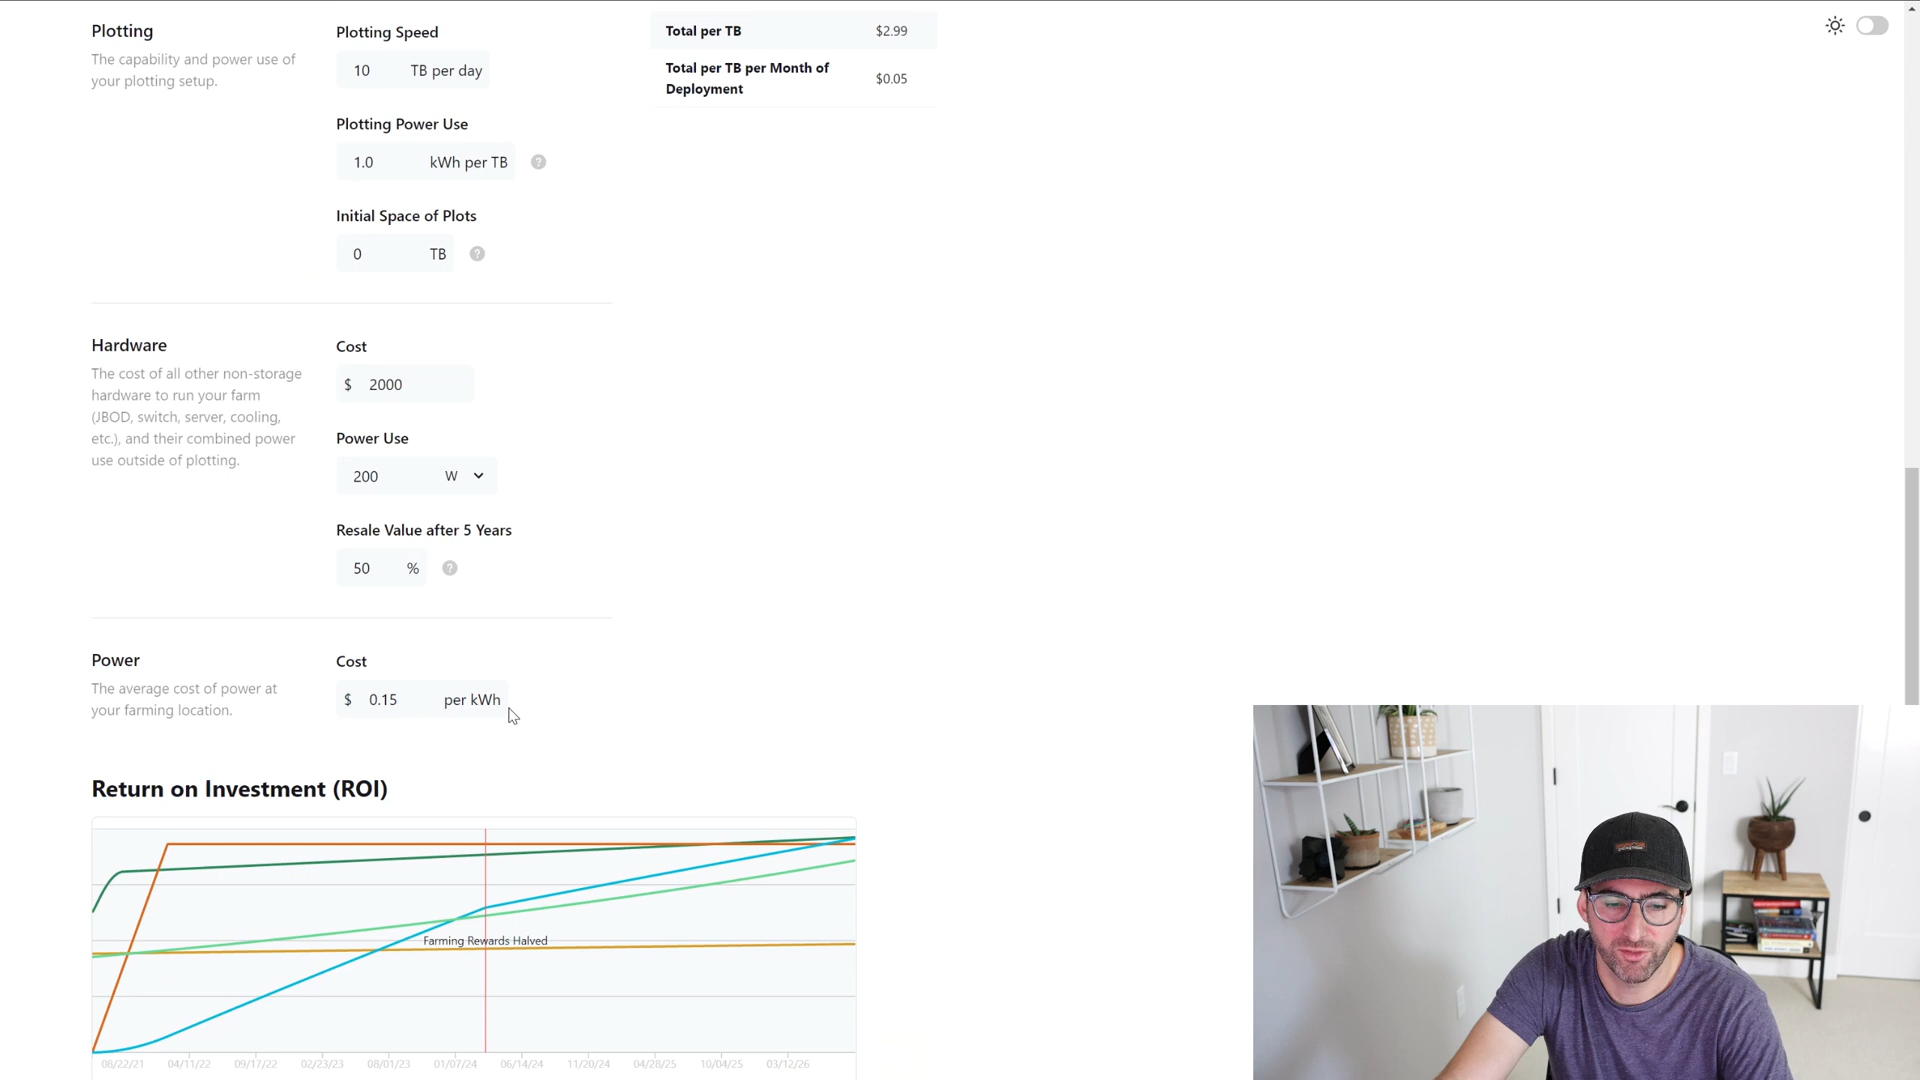 Plotting
The capability and power use of
your plotting setup.
Plotting Speed
10 TB per day
Plotting Power Use
1.0 kWh per TB ?
Initial Space of Plots
0 TB ?
Total per TB $2.99
Total per TB per Month of
Deployment
$0.05
Hardware
The cost of all other non-storage
hardware to run your farm
(JBOD, switch, server, cooling,
etc.), and their combined power
use outside of plotting.
Cost
$ 2000
Power Use
200 W
Resale Value after 5 Years
50 % ?
Power
The average cost of power at
your farming location.
Cost
$ 0.15 per kWh
Return on Investment (ROI)
Farming Rewards Halved
08/22/21 04/11/22 09/17/22 02/23/23 08/01/23 01/07/24 06/14/24 11/20/24 04/28/25 10/04/25 03/12/26